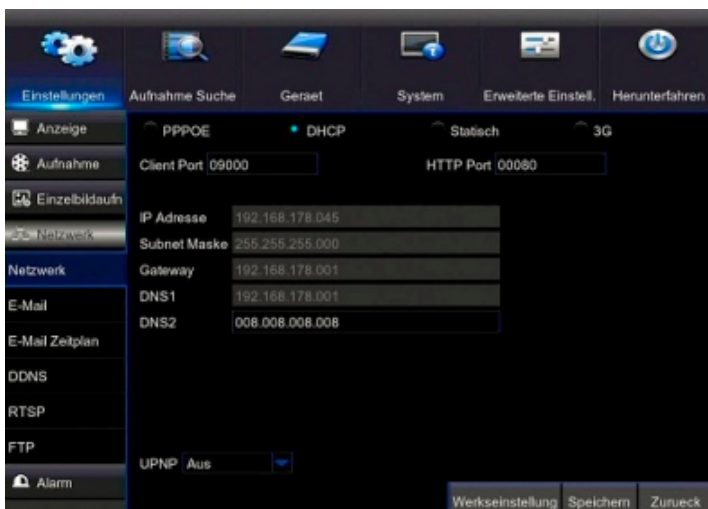 Einstellungen
Aufnahme Suche
Geraet
System
Erweiterte Einstell.
Herunterfahren
Anzeige
Aufnahme
Einzelbildaufn
Netzwerk
Netzwerk
E-Mail
E-Mail Zeitplan
DDNS
RTSP
FTP
Alarm
PPPOE
DHCP
Statisch
3G
Client Port 09000
HTTP Port 00080
IP Adresse 192.168.178.045
Subnet Maske 255.255.255.000
Gateway 192.168.178.001
DNS1 192.168.178.001
DNS2 008.008.008.008
UPNP Aus
Werkseinstellung
Speichern
Zurueck